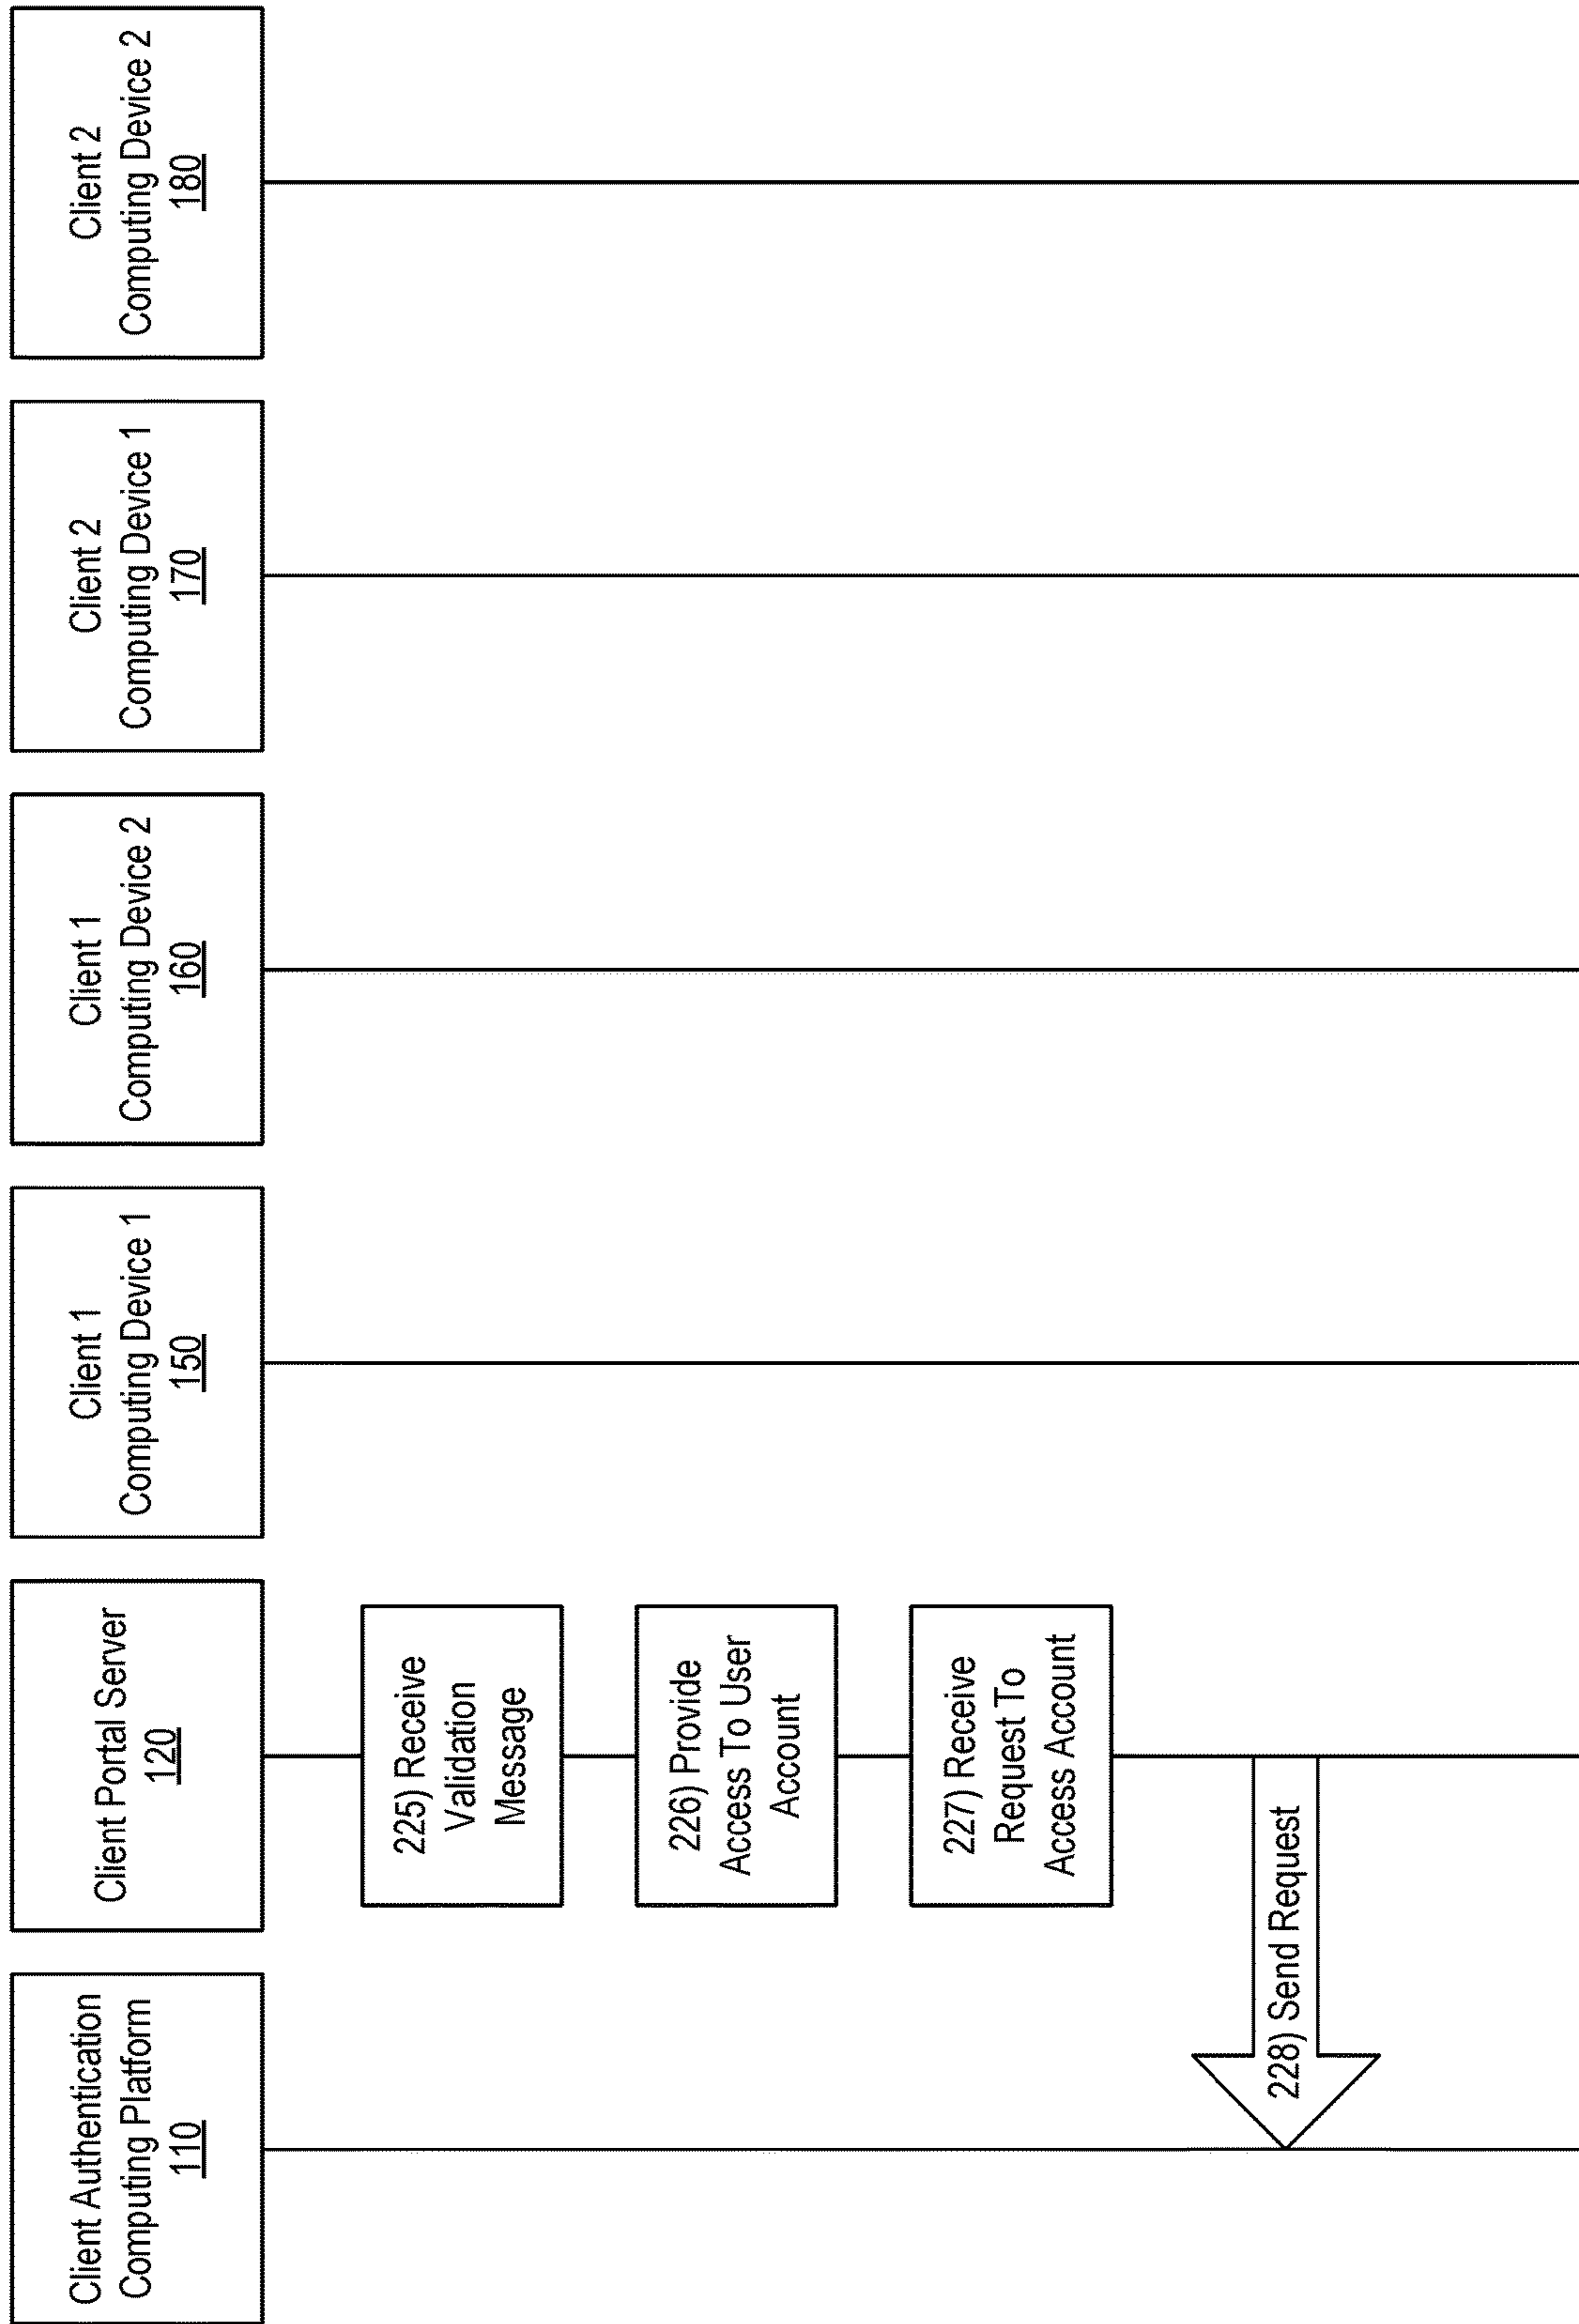 Client Authentication
Computing Platform
110
Client Portal Server
120
Client 1
Computing Device 1
150
Client 1
Computing Device 2
160
Client 2
Computing Device 1
170
Client 2
Computing Device 2
180
225) Receive
Validation
Message
226) Provide
Access To User
Account
227) Receive
Request To
Access Account
228) Send Request